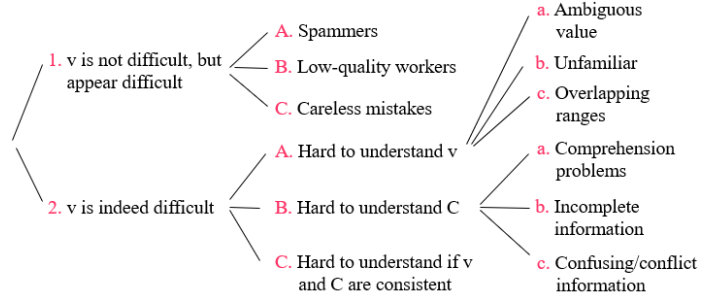 1. v is not difficult, but
appear difficult
A. Spammers
B. Low-quality workers
C. Careless mistakes
2. v is indeed difficult
A. Hard to understand v
a. Ambiguous
value
b. Unfamiliar
c. Overlapping
ranges
B. Hard to understand C
a. Comprehension
problems
b. Incomplete
information
c. Confusing/conflict
information
C. Hard to understand if v
and C are consistent